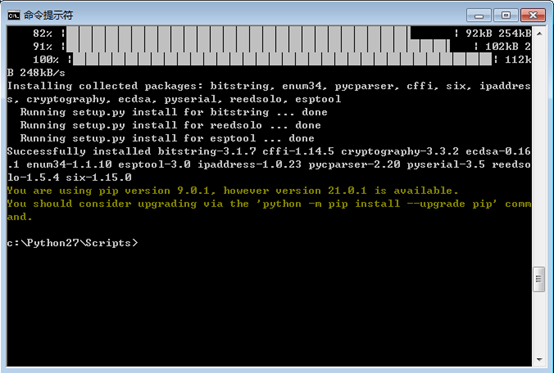 命令提示符
82% |  | 92kB 254kB
91% |  | 102kB 2
100% |  | 112k
B 248kB/s
Installing collected packages: bitstring, enum34, pycparser, cffi, six, ipaddres
s, cryptography, ecdsa, pyserial, reedsolo, esptool
  Running setup.py install for bitstring ... done
  Running setup.py install for reedsolo ... done
  Running setup.py install for esptool ... done
Successfully installed bitstring-3.1.7 cffi-1.14.5 cryptography-3.3.2 ecdsa-0.16
.1 enum34-1.1.10 esptool-3.0 ipaddress-1.0.23 pycparser-2.20 pyserial-3.5 reedso
lo-1.5.4 six-1.15.0
You are using pip version 9.0.1, however version 21.0.1 is available.
You should consider upgrading via the 'python -m pip install --upgrade pip' comm
and.
c:\Python27\Scripts>